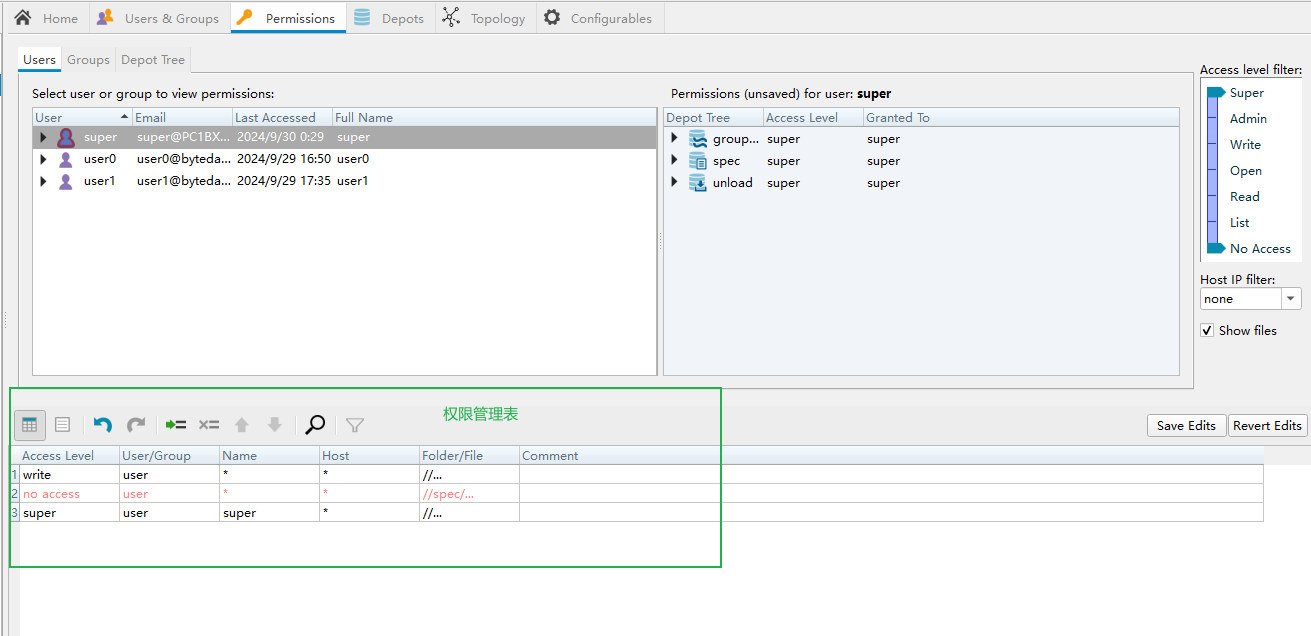 Home Users & Groups Permissions Depots Topology Configurables
Users Groups Depot Tree
Select user or group to view permissions:
User Email Last Accessed Full Name
super super@PC1BX... 2024/9/30 0:29 super
user0 user0@byteda... 2024/9/29 16:50 user0
user1 user1@byteda... 2024/9/29 17:35 user1
Permissions (unsaved) for user: super
Depot Tree Access Level Granted To
group... super super
spec super super
unload super super
Access level filter:
Super
Admin
Write
Open
Read
List
No Access
Host IP filter:
none
Show files
权限管理表
Save Edits Revert Edits
Access Level User/Group Name Host Folder/File Comment
1 write user * * //...
2 no access user * * //spec/...
3 super user super * //...